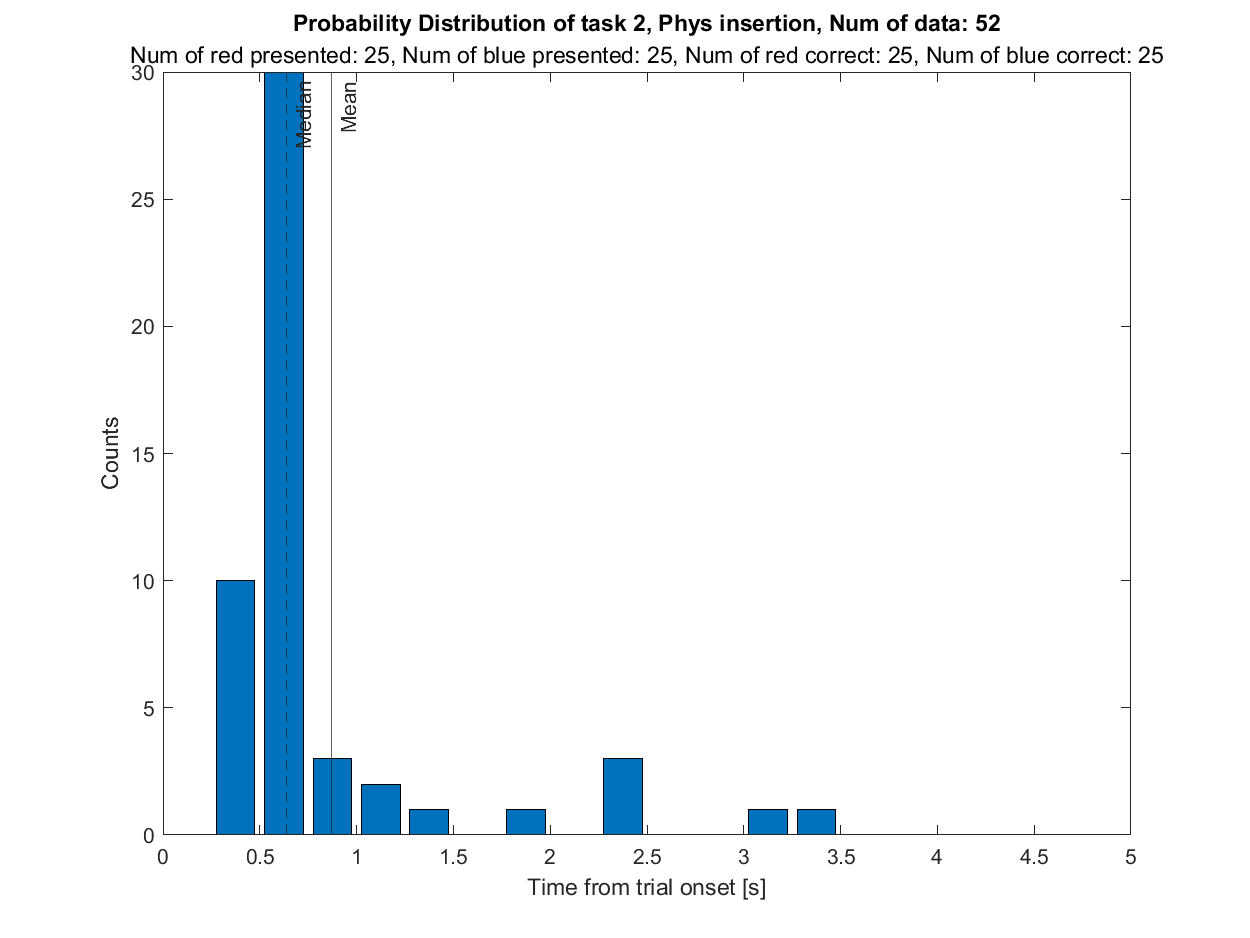 Probability Distribution of task 2, Phys insertion, Num of data: 52
Num of red presented: 25, Num of blue presented: 25, Num of red correct: 25, Num of blue correct: 25
30
25
20
15
10
5
0
Counts
Median
Mean
0 0.5 1 1.5 2 2.5 3 3.5 4 4.5 5
Time from trial onset [s]